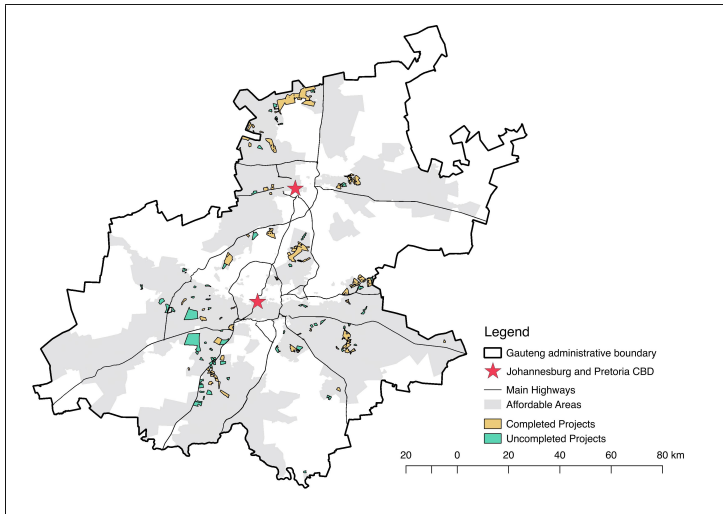 Legend
Gauteng administrative boundary
Johannesburg and Pretoria CBD
Main Highways
Affordable Areas
Completed Projects
Uncompleted Projects
20 0 20 40 60 80 km